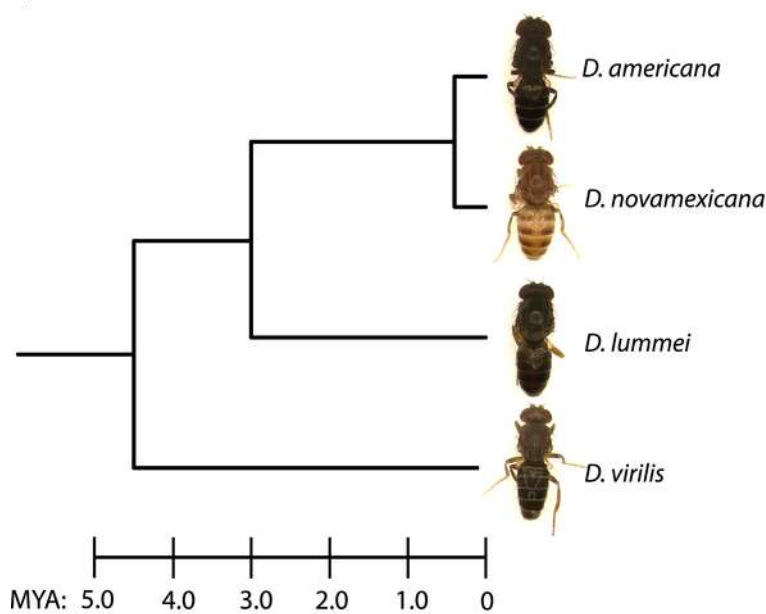 D. americana
D. novamexicana
D. lummei
D. virilis
MYA: 5.0 4.0 3.0 2.0 1.0 0